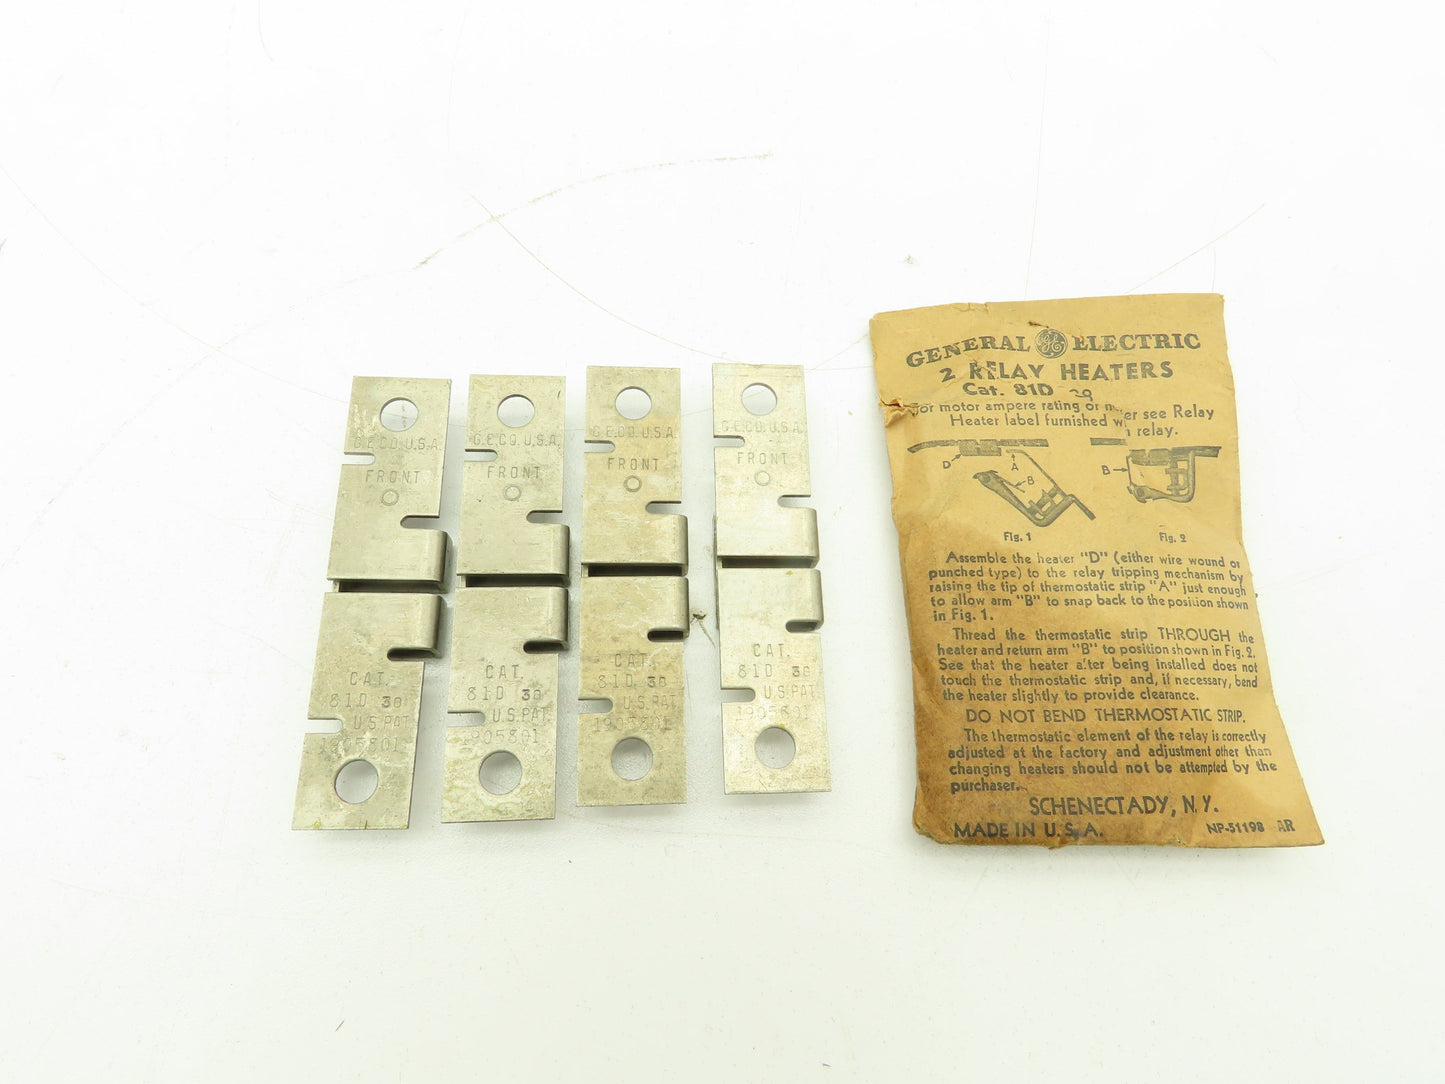 G.E.CO.U.S.A.
FRONT
CAT.
81D 30
U.S.PAT.
1905801
G.E.CO.U.S.A.
FRONT
CAT.
81D 30
U.S.PAT.
1905801
G.E.CO.U.S.A.
FRONT
CAT.
81D 30
U.S.PAT.
1905801
G.E.CO.U.S.A.
FRONT
CAT.
81D 30
U.S.PAT.
1905801
GENERAL GE ELECTRIC
2 RELAY HEATERS
Cat. 81D
motor ampere rating or see Relay
Heater label furnished relay.
D A B B
Fig. 1 Fig. 2
Assemble the heater "D" (either wire wound or
punched type) to the relay tripping mechanism by
raising the tip of thermostatic strip "A" just enough
to allow arm "B" to snap back to the position shown
in Fig. 1.
Thread the thermostatic strip THROUGH the
heater and return arm "B" to position shown in Fig. 2.
See that the heater after being installed does not
touch the thermostatic strip and, if necessary, bend
the heater slightly to provide clearance.
DO NOT BEND THERMOSTATIC STRIP.
The thermostatic element of the relay is correctly
adjusted at the factory and adjustment other than
changing heaters should not be attempted by the
purchaser.
SCHENECTADY, N.Y.
MADE IN U.S.A. NP-51198 AR